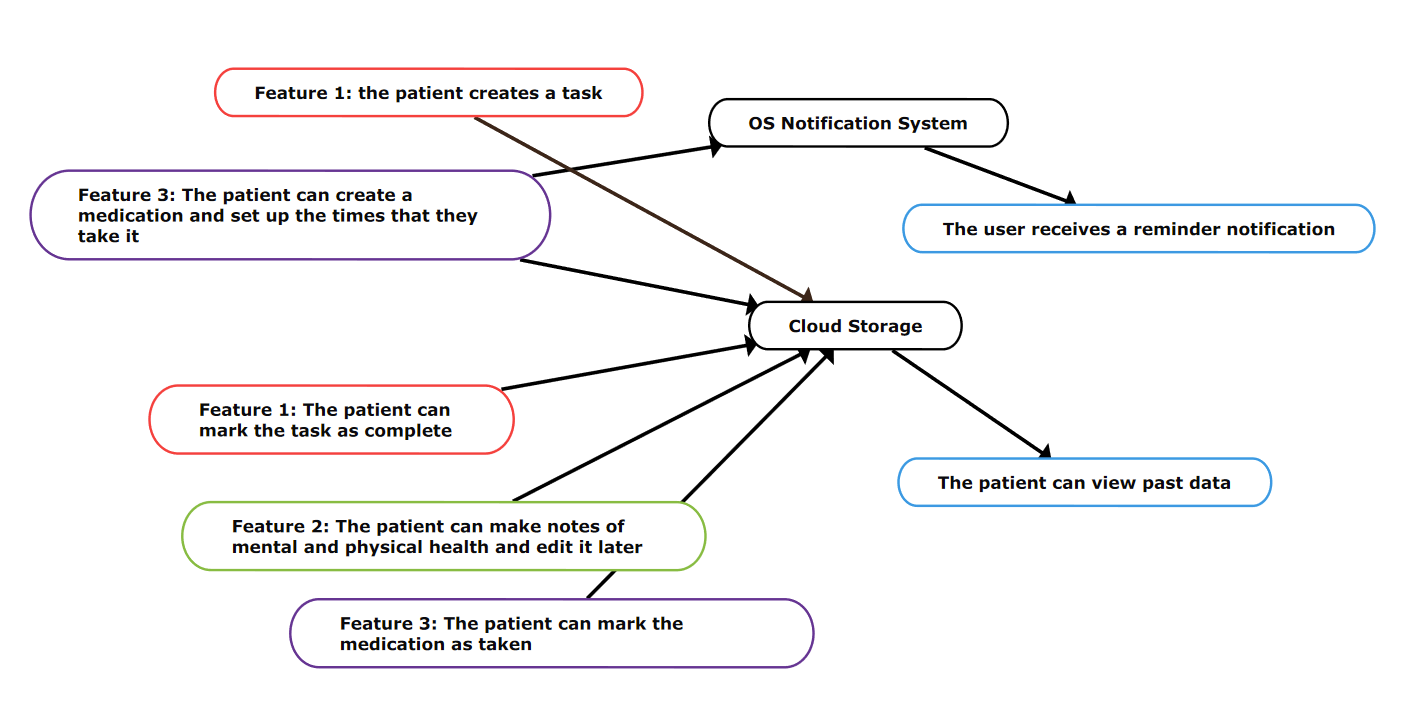 Feature 1: the patient creates a task
OS Notification System
Feature 3: The patient can create a
medication and set up the times that they
take it
The user receives a reminder notification
Cloud Storage
Feature 1: The patient can
mark the task as complete
The patient can view past data
Feature 2: The patient can make notes of
mental and physical health and edit it later
Feature 3: The patient can mark the
medication as taken